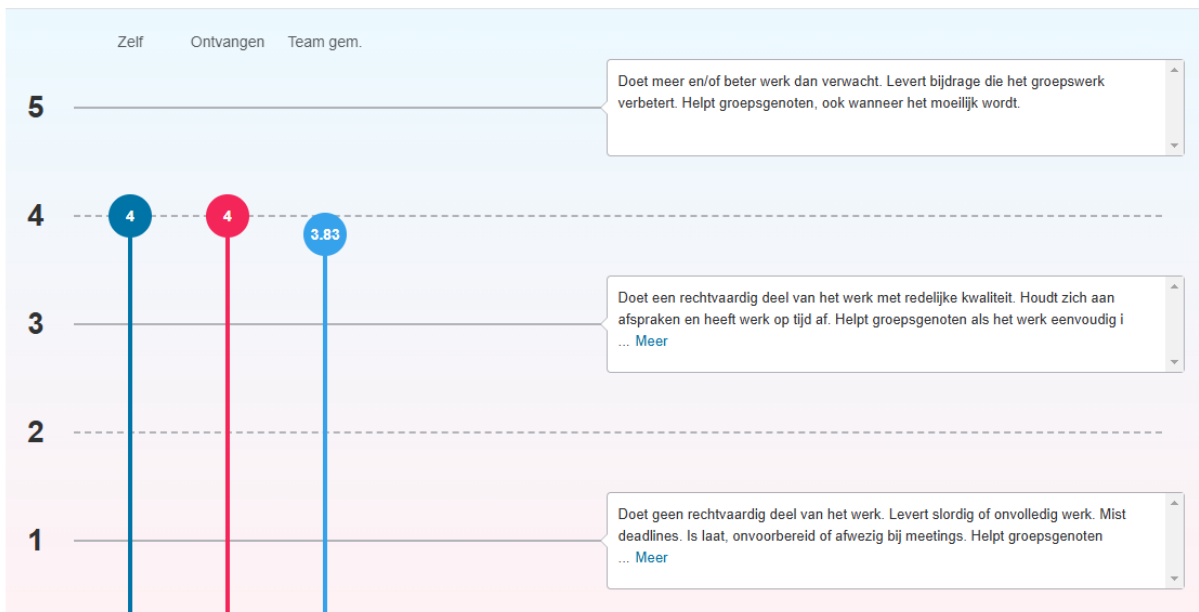 Zelf Ontvangen Team gem.
Doet meer en/of beter werk dan verwacht. Levert bijdrage die het groepswerk
verbetert. Helpt groepsgenoten, ook wanneer het moeilijk wordt.
5
4
4 4
3.83
Doet een rechtvaardig deel van het werk met redelijke kwaliteit. Houdt zich aan
afspraken en heeft werk op tijd af. Helpt groepsgenoten als het werk eenvoudig i
... Meer
3
2
Doet geen rechtvaardig deel van het werk. Levert slordig of onvolledig werk. Mist
deadlines. Is laat, onvoorbereid of afwezig bij meetings. Helpt groepsgenoten
... Meer
1